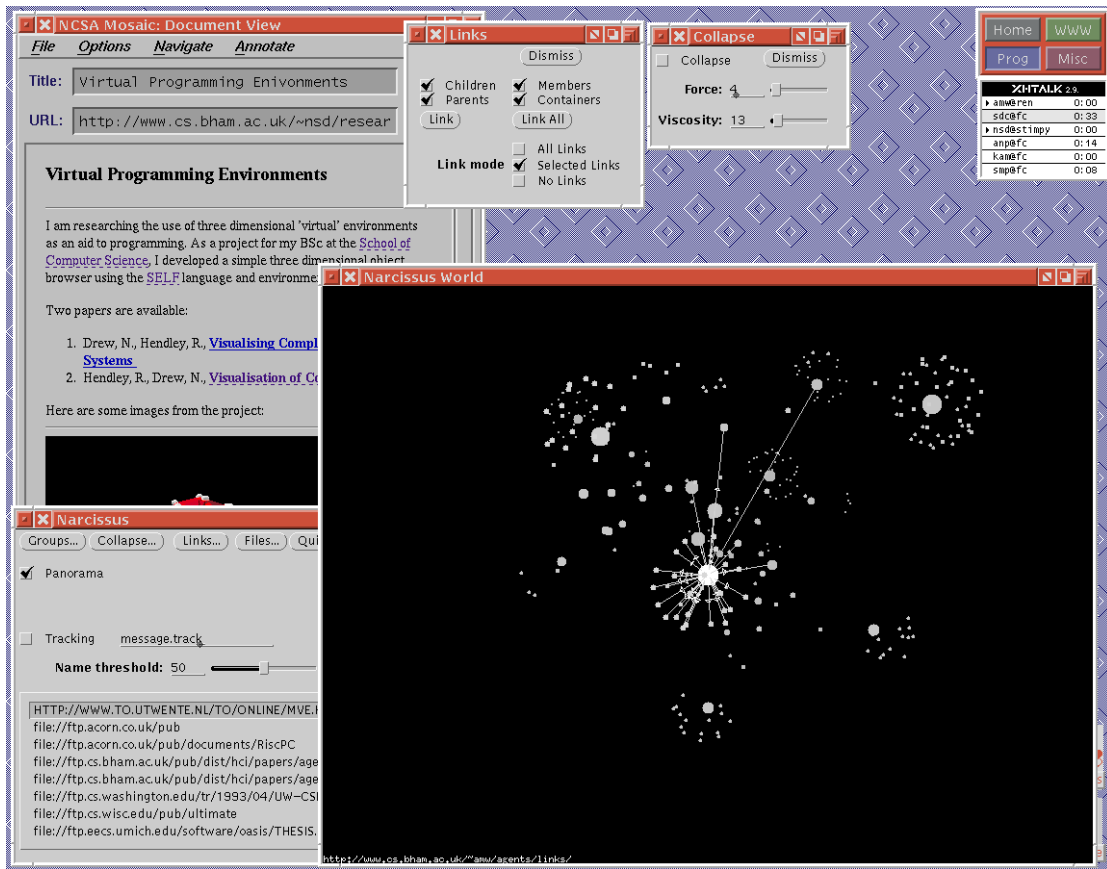 NCSA Mosaic: Document View
File Options Navigate Annotate
Title: Virtual Programming Enivonments
URL: http://www.cs.bham.ac.uk/~nsd/resear
Virtual Programming Environments
I am researching the use of three dimensional 'virtual' environments
as an aid to programming. As a project for my BSc at the School of
Computer Science, I developed a simple three dimensional object
browser using the SELF language and environme
Two papers are available:
1. Drew, N., Hendley, R., Visualising Compl
Systems
2. Hendley, R., Drew, N., Visualisation of Co
Here are some images from the project:
Links
Dismiss
Children Members
Parents Containers
Link Link All
All Links
Link mode Selected Links
No Links
Collapse
Collapse Dismiss
Force: 4
Viscosity: 13
Home WWW
Prog Misc
XHTALK 2.9.
amw@ren 0:00
sdc@fc 0:33
nsd@stimpy 0:00
anp@fc 0:14
kam@fc 0:00
smp@fc 0:08
Narcissus World
http://www.cs.bham.ac.uk/~amw/agents/links/
Narcissus
Groups... Collapse... Links... Files... Qui
Panorama
Tracking message.track
Name threshold: 50
HTTP://WWW.TO.UTWENTE.NL/TO/ONLINE/MVE.H
file://ftp.acorn.co.uk/pub
file://ftp.acorn.co.uk/pub/documents/RiscPC
file://ftp.cs.bham.ac.uk/pub/dist/hci/papers/age
file://ftp.cs.bham.ac.uk/pub/dist/hci/papers/age
file://ftp.cs.washington.edu/tr/1993/04/UW-CSE
file://ftp.cs.wisc.edu/pub/ultimate
file://ftp.eecs.umich.edu/software/oasis/THESIS.